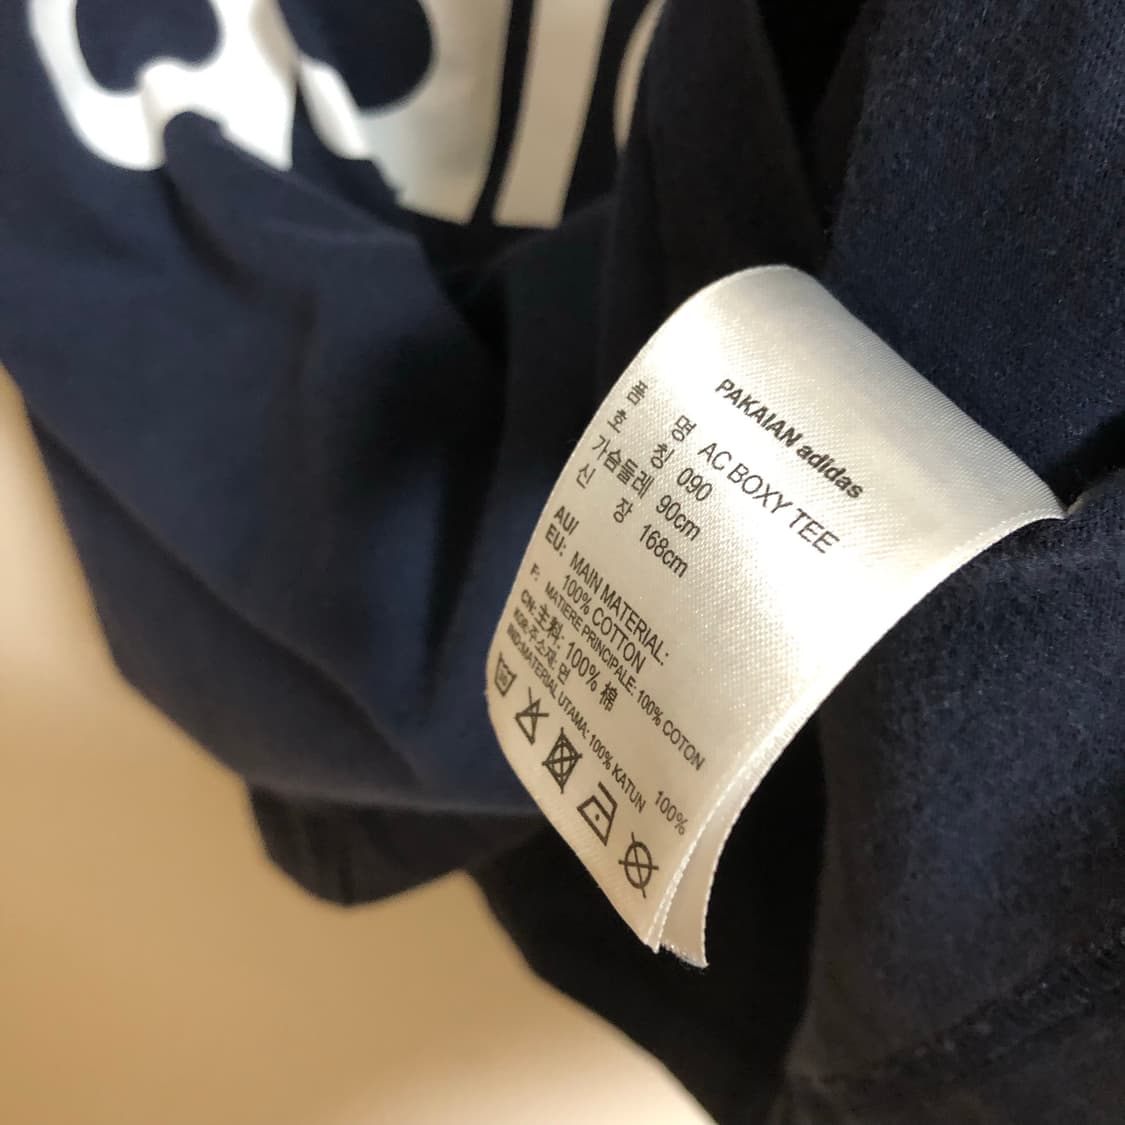 PAKAIAN adidas
품 명 AC BOXY TEE
호 칭 090
가슴둘레 90cm
신 장 168cm
AU/
EU: MAIN MATERIAL:
100% COTTON
F: MATIERE PRINCIPALE: 100% COTON
CN: 主料: 100% 棉
KOR: 주소재: 면 100%
IND: MATERIAL UTAMA: 100% KATUN